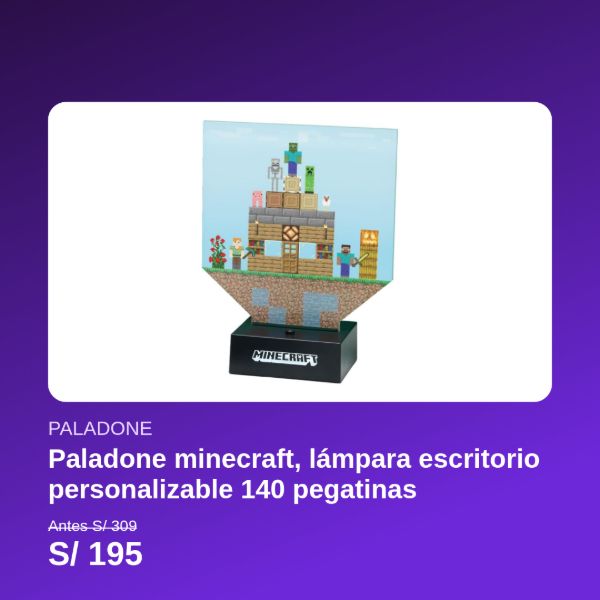 MINECRAFT
PALADONE
Paladone minecraft, lámpara escritorio
personalizable 140 pegatinas
Antes S/ 309
S/ 195